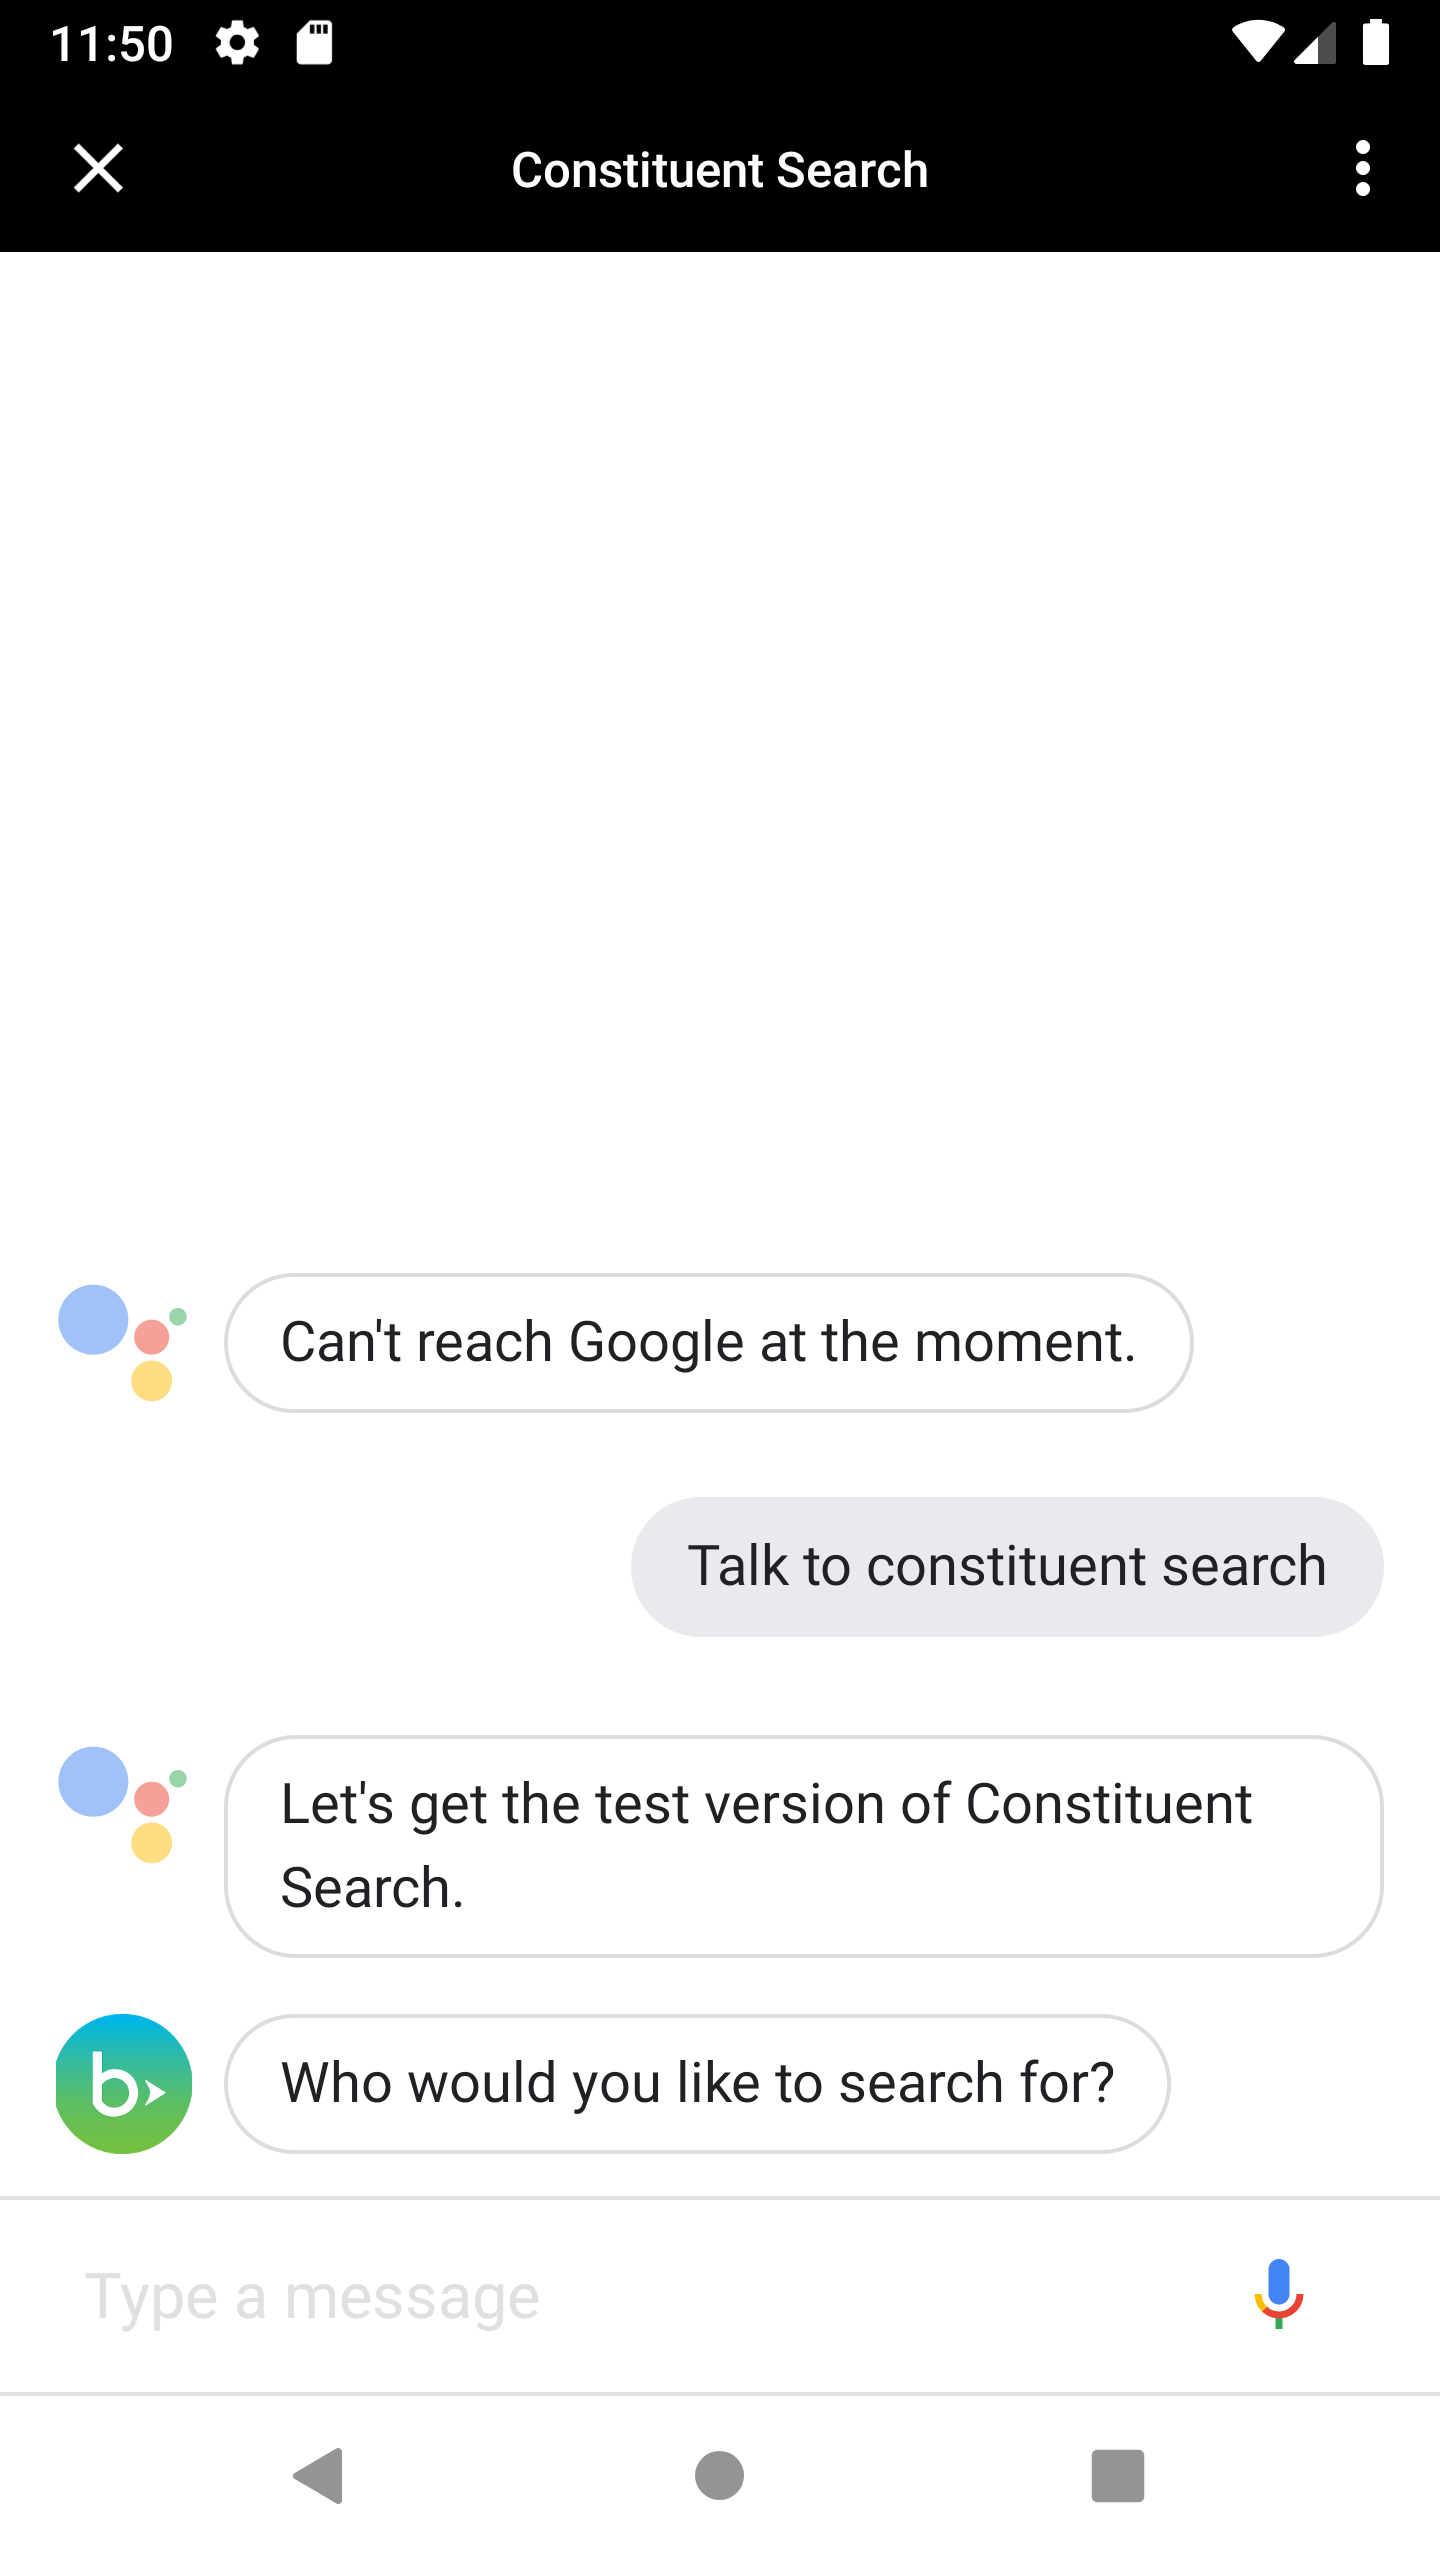 11:50
Constituent Search
Can't reach Google at the moment.
Talk to constituent search
Let's get the test version of Constituent
Search.
b
Who would you like to search for?
Type a message